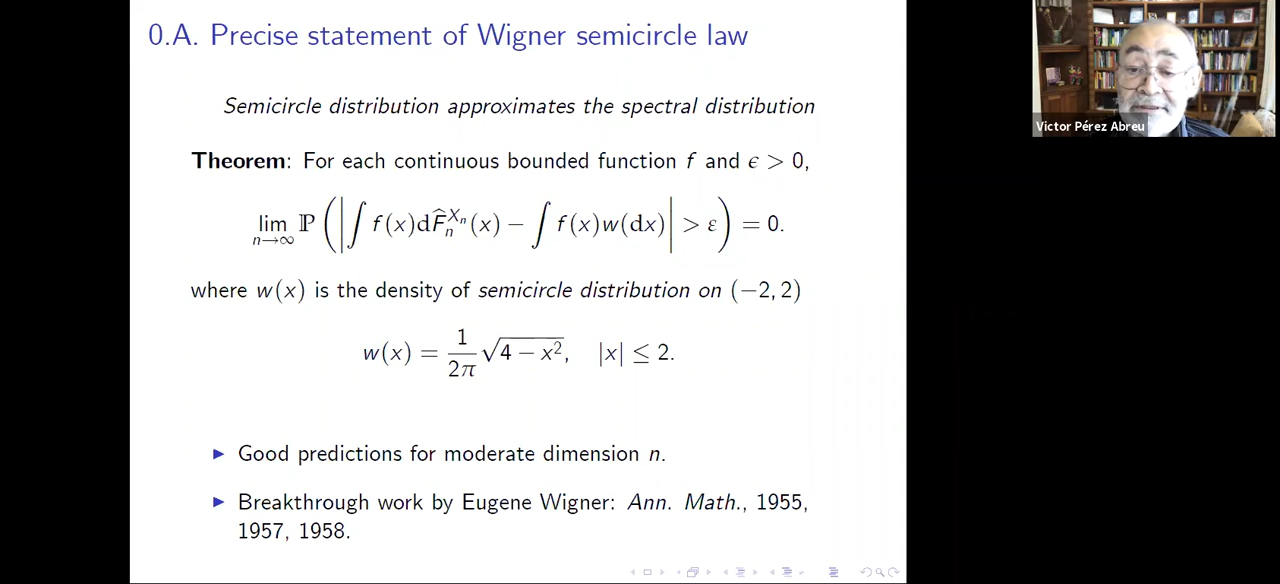 0.A. Precise statement of Wigner semicircle law
Semicircle distribution approximates the spectral distribution
Theorem: For each continuous bounded function f and ϵ > 0,
lim n→∞ ℙ ( | ∫ f(x)dF̂ₙ^{Xₙ}(x) − ∫ f(x)w(dx) | > ε ) = 0.
where w(x) is the density of semicircle distribution on (−2, 2)
w(x) = 1/2π √(4 − x²), |x| ≤ 2.
▶ Good predictions for moderate dimension n.
▶ Breakthrough work by Eugene Wigner: Ann. Math., 1955,
1957, 1958.
Victor Pérez Abreu